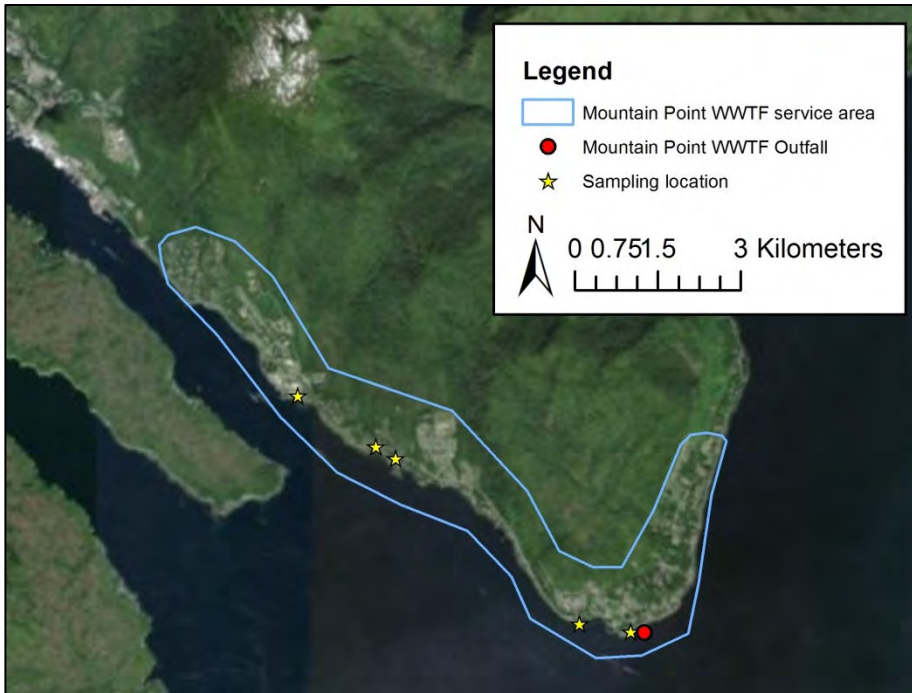 Legend
Mountain Point WWTF service area
Mountain Point WWTF Outfall
Sampling location
N
0 0.751.5 3 Kilometers